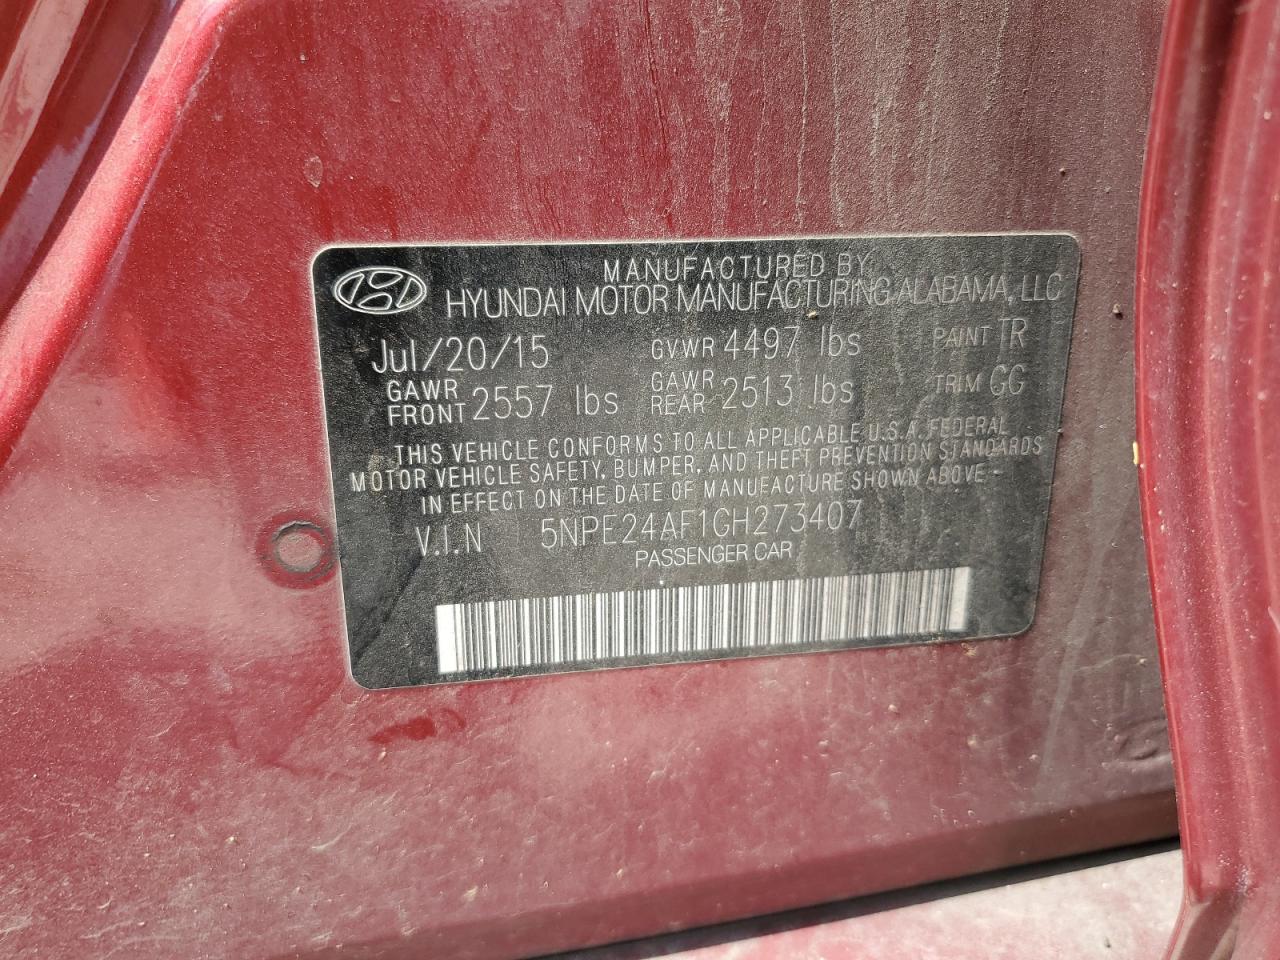 MANUFACTURED BY
HYUNDAI MOTOR MANUFACTURING ALABAMA, LLC
Jul/20/15 GVWR 4497 lbs PAINT TR
GAWR FRONT 2557 lbs GAWR REAR 2513 lbs TRIM GG
THIS VEHICLE CONFORMS TO ALL APPLICABLE U.S.A. FEDERAL
MOTOR VEHICLE SAFETY, BUMPER, AND THEFT PREVENTION STANDARDS
IN EFFECT ON THE DATE OF MANUFACTURE SHOWN ABOVE
V.I.N 5NPE24AF1GH273407
PASSENGER CAR